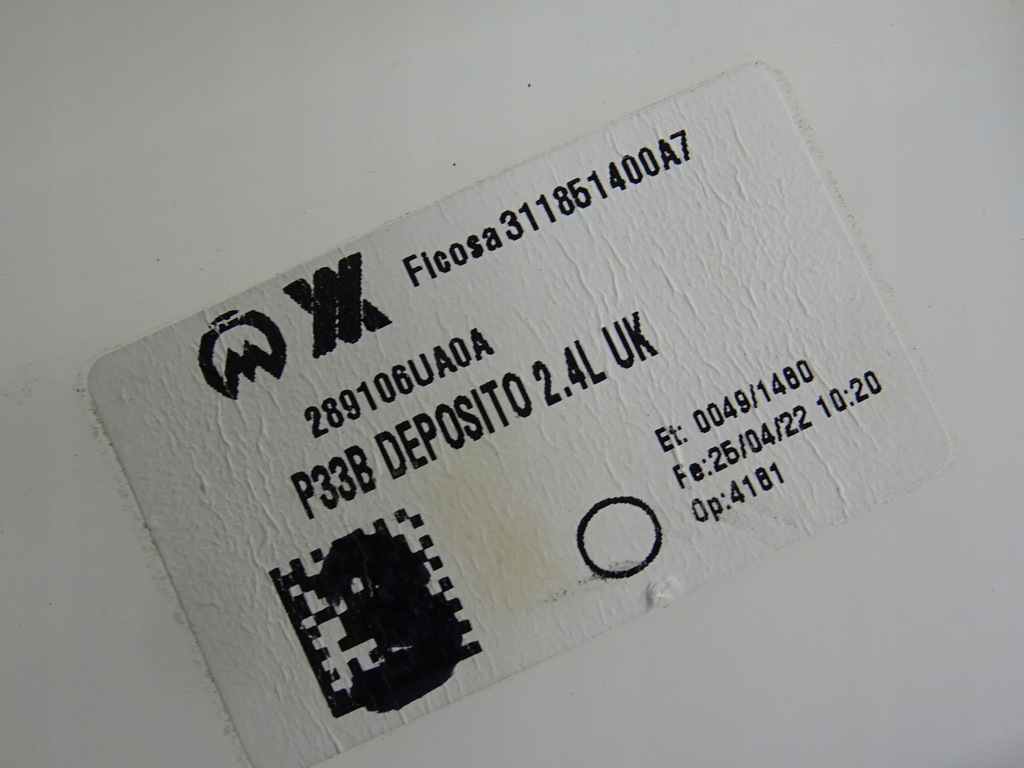 Ficosa 311851400A7
289106UA0A
P33B DEPOSITO 2.4L UK
Et: 0049/1480
Fe:25/04/22 10:20
Op:4181